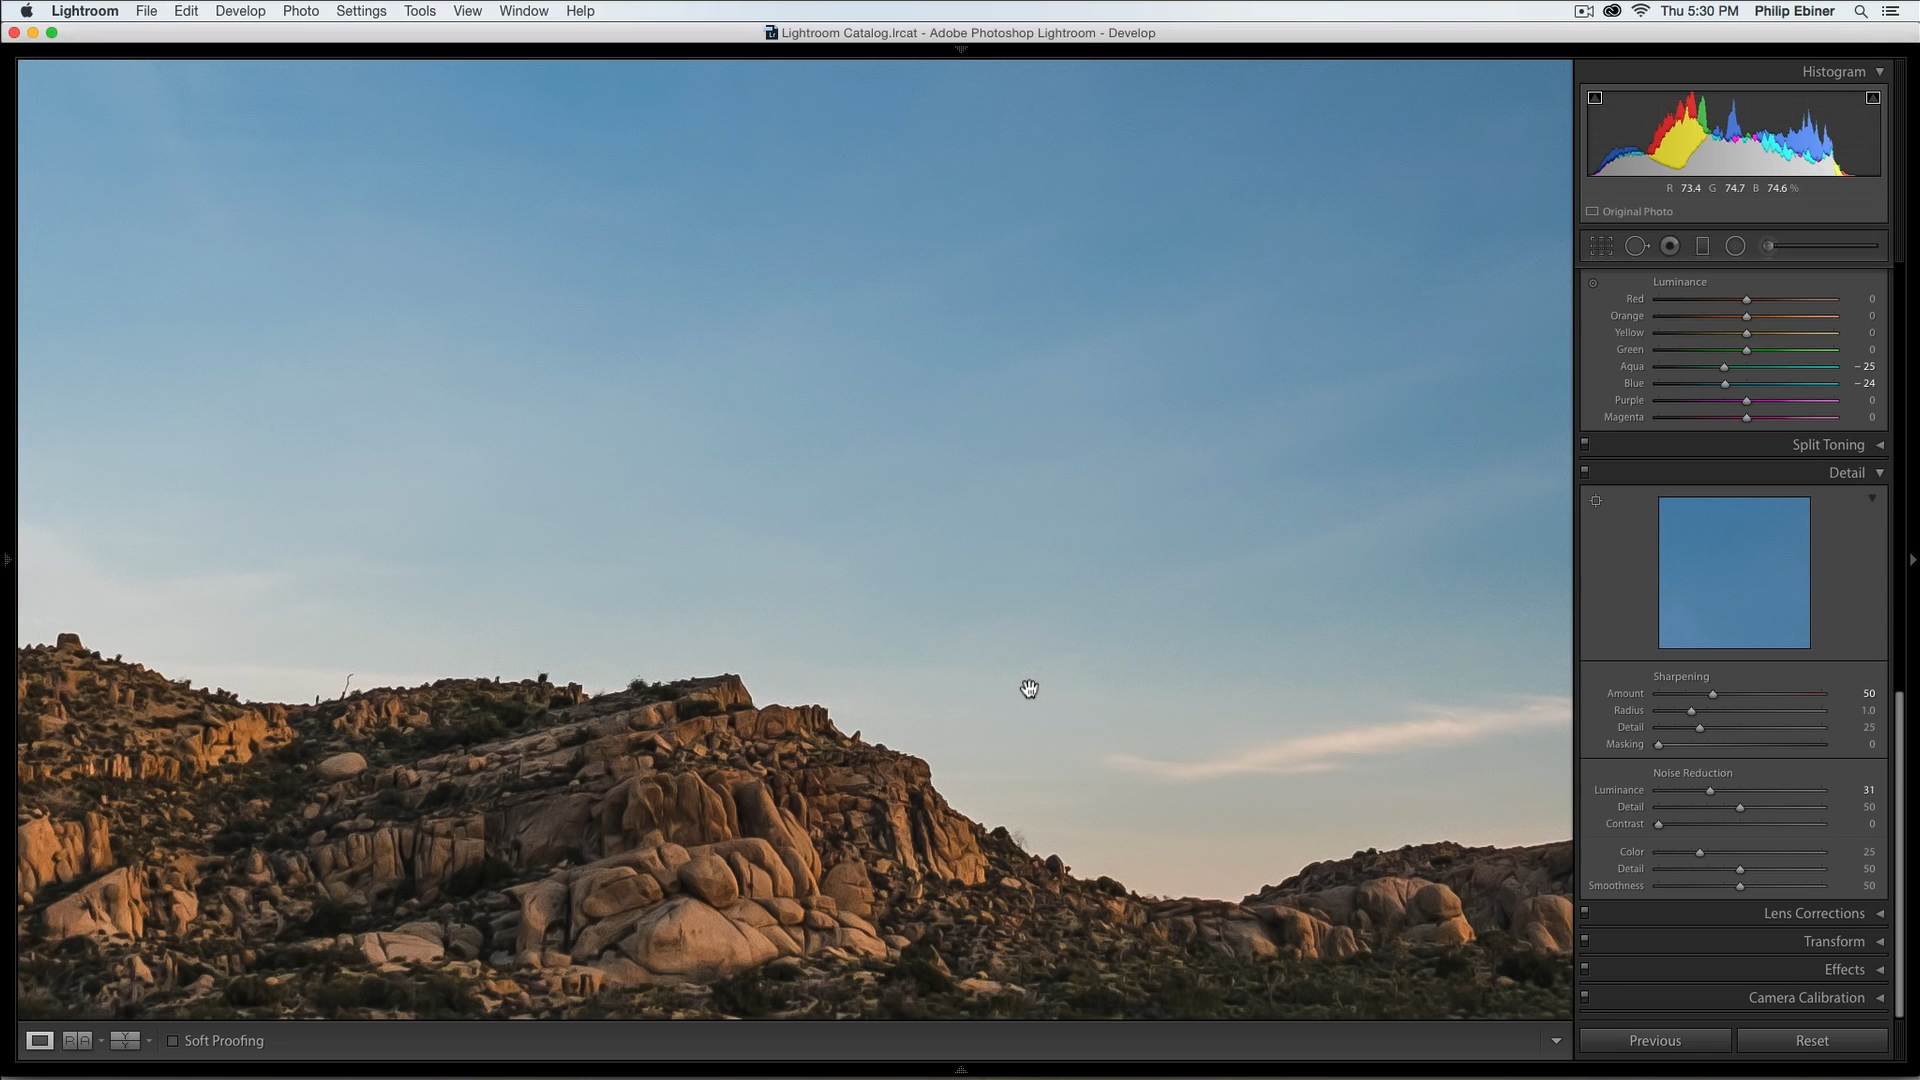 Lightroom File Edit Develop Photo Settings Tools View Window Help Thu 5:30 PM Philip Ebiner
Lightroom Catalog.lrcat - Adobe Photoshop Lightroom - Develop
Histogram
R 73.4 G 74.7 B 74.6 %
Original Photo
Luminance
Red 0
Orange 0
Yellow 0
Green 0
Aqua − 25
Blue − 24
Purple 0
Magenta 0
Split Toning
Detail
Sharpening
Amount 50
Radius 1.0
Detail 25
Masking 0
Noise Reduction
Luminance 31
Detail 50
Contrast 0
Color 25
Detail 50
Smoothness 50
Lens Corrections
Transform
Effects
Camera Calibration
R A Y Y Soft Proofing Previous Reset